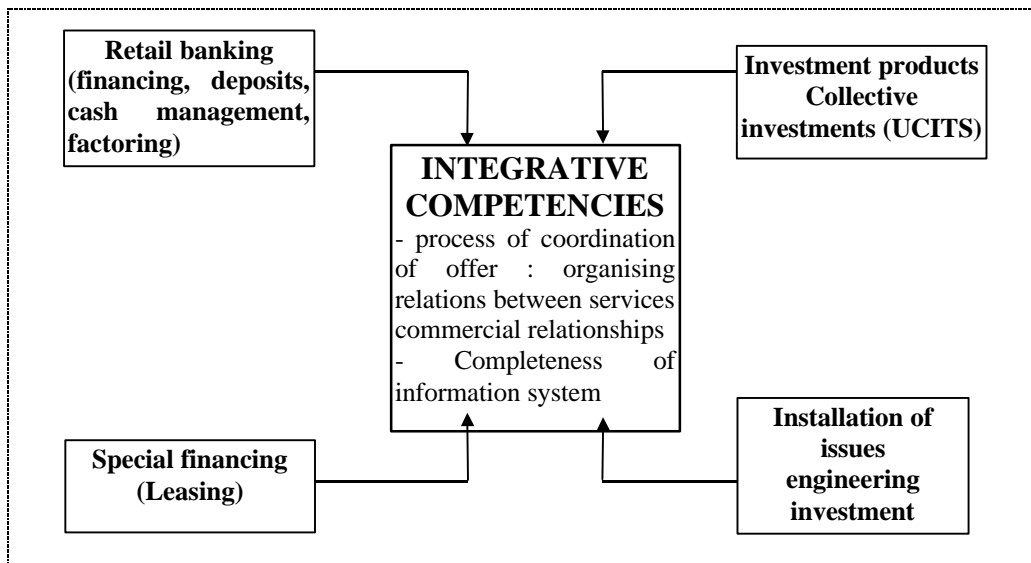 Retail banking
(financing, deposits,
cash management,
factoring)
Investment products
Collective
investments (UCITS)
INTEGRATIVE
COMPETENCIES
- process of coordination
of offer : organising
relations between services
commercial relationships
- Completeness of
information system
Special financing
(Leasing)
Installation of
issues
engineering
investment